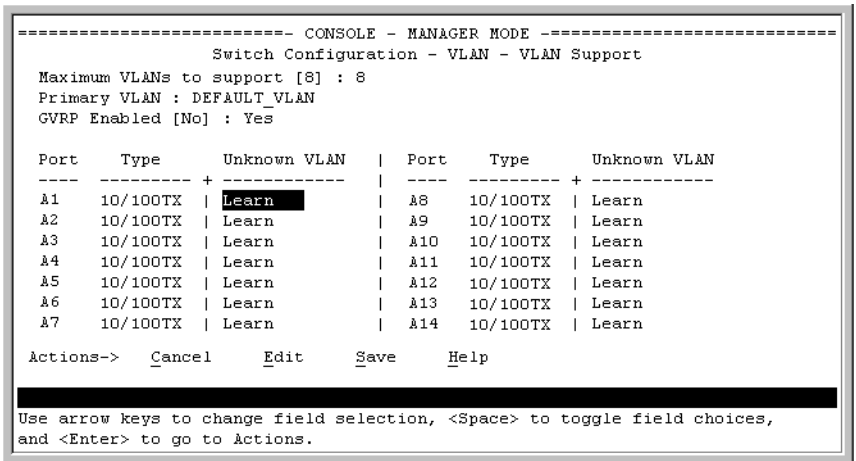 ==========================- CONSOLE - MANAGER MODE -============================
Switch Configuration - VLAN - VLAN Support
Maximum VLANs to support [8] : 8
Primary VLAN : DEFAULT_VLAN
GVRP Enabled [No] : Yes
Port Type Unknown VLAN | Port Type Unknown VLAN
---- --------- + ------------ | ---- --------- + ------------
A1 10/100TX | Learn | A8 10/100TX | Learn
A2 10/100TX | Learn | A9 10/100TX | Learn
A3 10/100TX | Learn | A10 10/100TX | Learn
A4 10/100TX | Learn | A11 10/100TX | Learn
A5 10/100TX | Learn | A12 10/100TX | Learn
A6 10/100TX | Learn | A13 10/100TX | Learn
A7 10/100TX | Learn | A14 10/100TX | Learn
Actions-> Cancel Edit Save Help
Use arrow keys to change field selection, <Space> to toggle field choices,
and <Enter> to go to Actions.